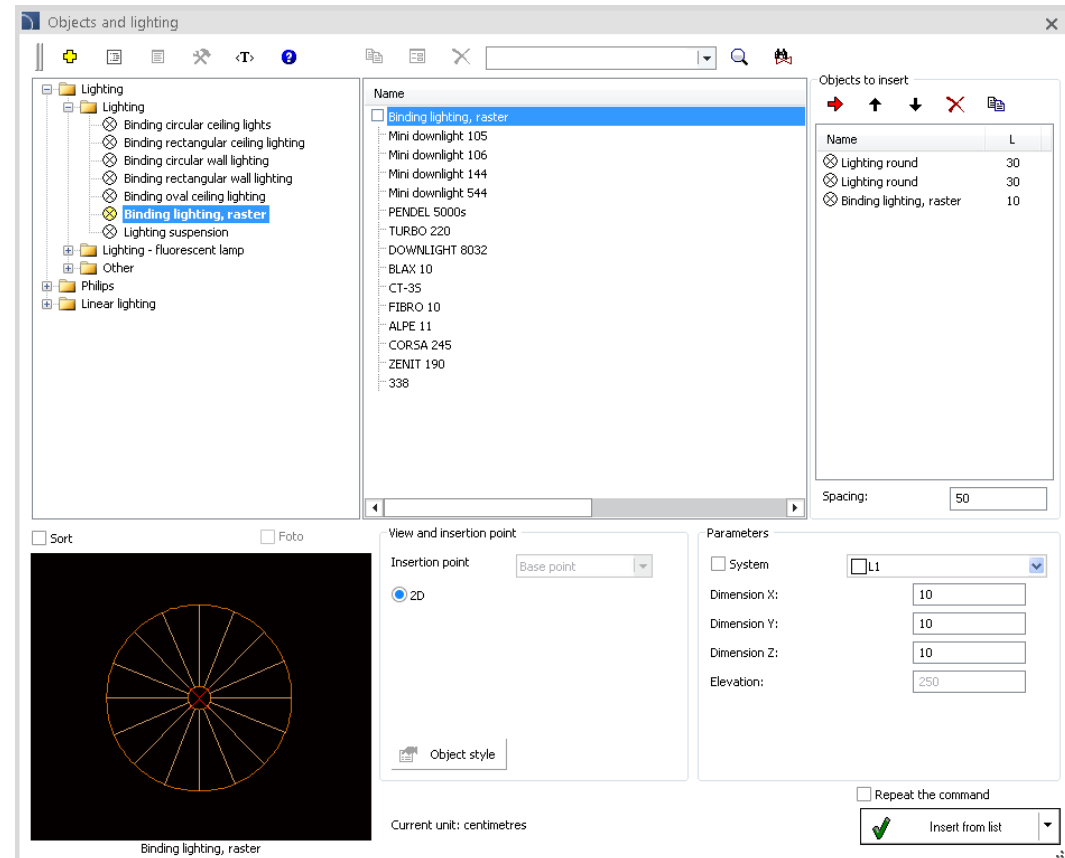 Objects and lighting
‹T›
Lighting
Lighting
Binding circular ceiling lights
Binding rectangular ceiling lighting
Binding circular wall lighting
Binding rectangular wall lighting
Binding oval ceiling lighting
Binding lighting, raster
Lighting suspension
Lighting - fluorescent lamp
Other
Philips
Linear lighting
Name
Binding lighting, raster
Mini downlight 105
Mini downlight 106
Mini downlight 144
Mini downlight 544
PENDEL 5000s
TURBO 220
DOWNLIGHT 8032
BLAX 10
CT-35
FIBRO 10
ALPE 11
CORSA 245
ZENIT 190
338
Objects to insert
Name L
Lighting round 30
Lighting round 30
Binding lighting, raster 10
Spacing: 50
Sort Foto
Binding lighting, raster
View and insertion point
Insertion point Base point
2D
Object style
Current unit: centimetres
Parameters
System L1
Dimension X: 10
Dimension Y: 10
Dimension Z: 10
Elevation: 250
Repeat the command
Insert from list